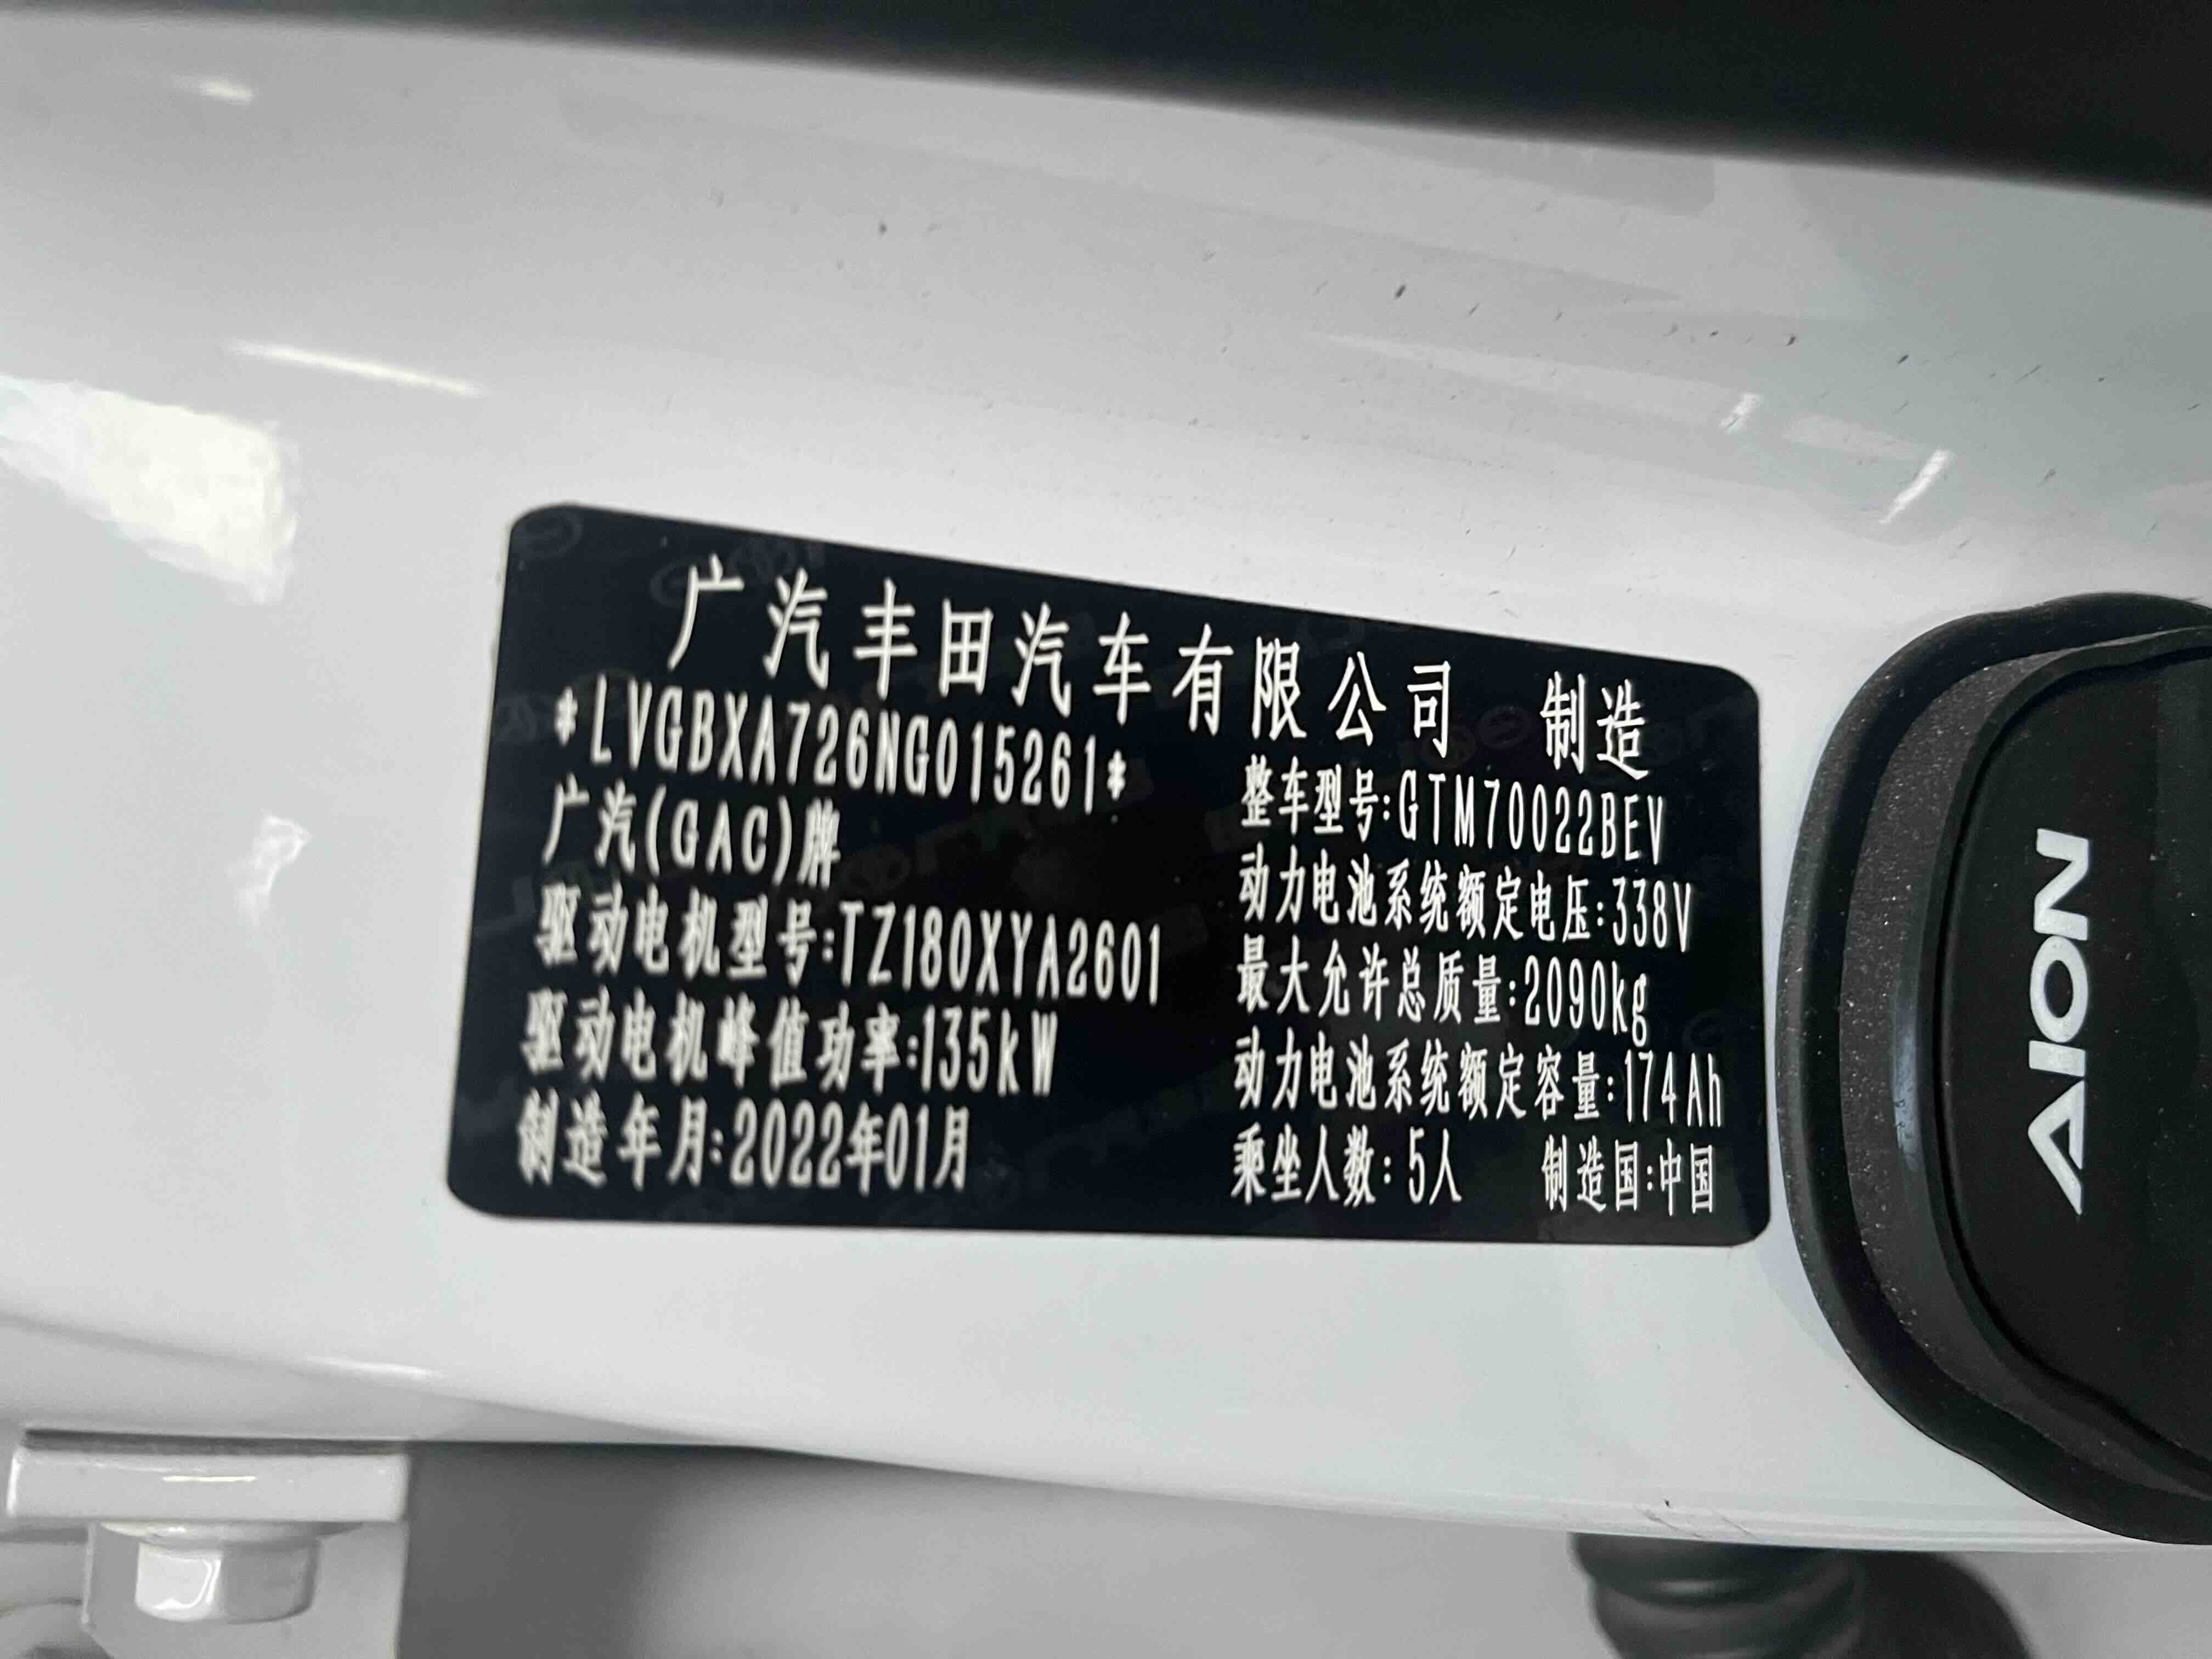 广汽丰田汽车有限公司 制造
*LVGBXA726NG015261*
广汽(GAC)牌
驱动电机型号:TZ180XYA2601
驱动电机峰值功率:135kW
制造年月:2022年01月
整车型号:GTM70022BEV
动力电池系统额定电压:338V
最大允许总质量:2090kg
动力电池系统额定容量:174Ah
乘坐人数:5人 制造国:中国
AION